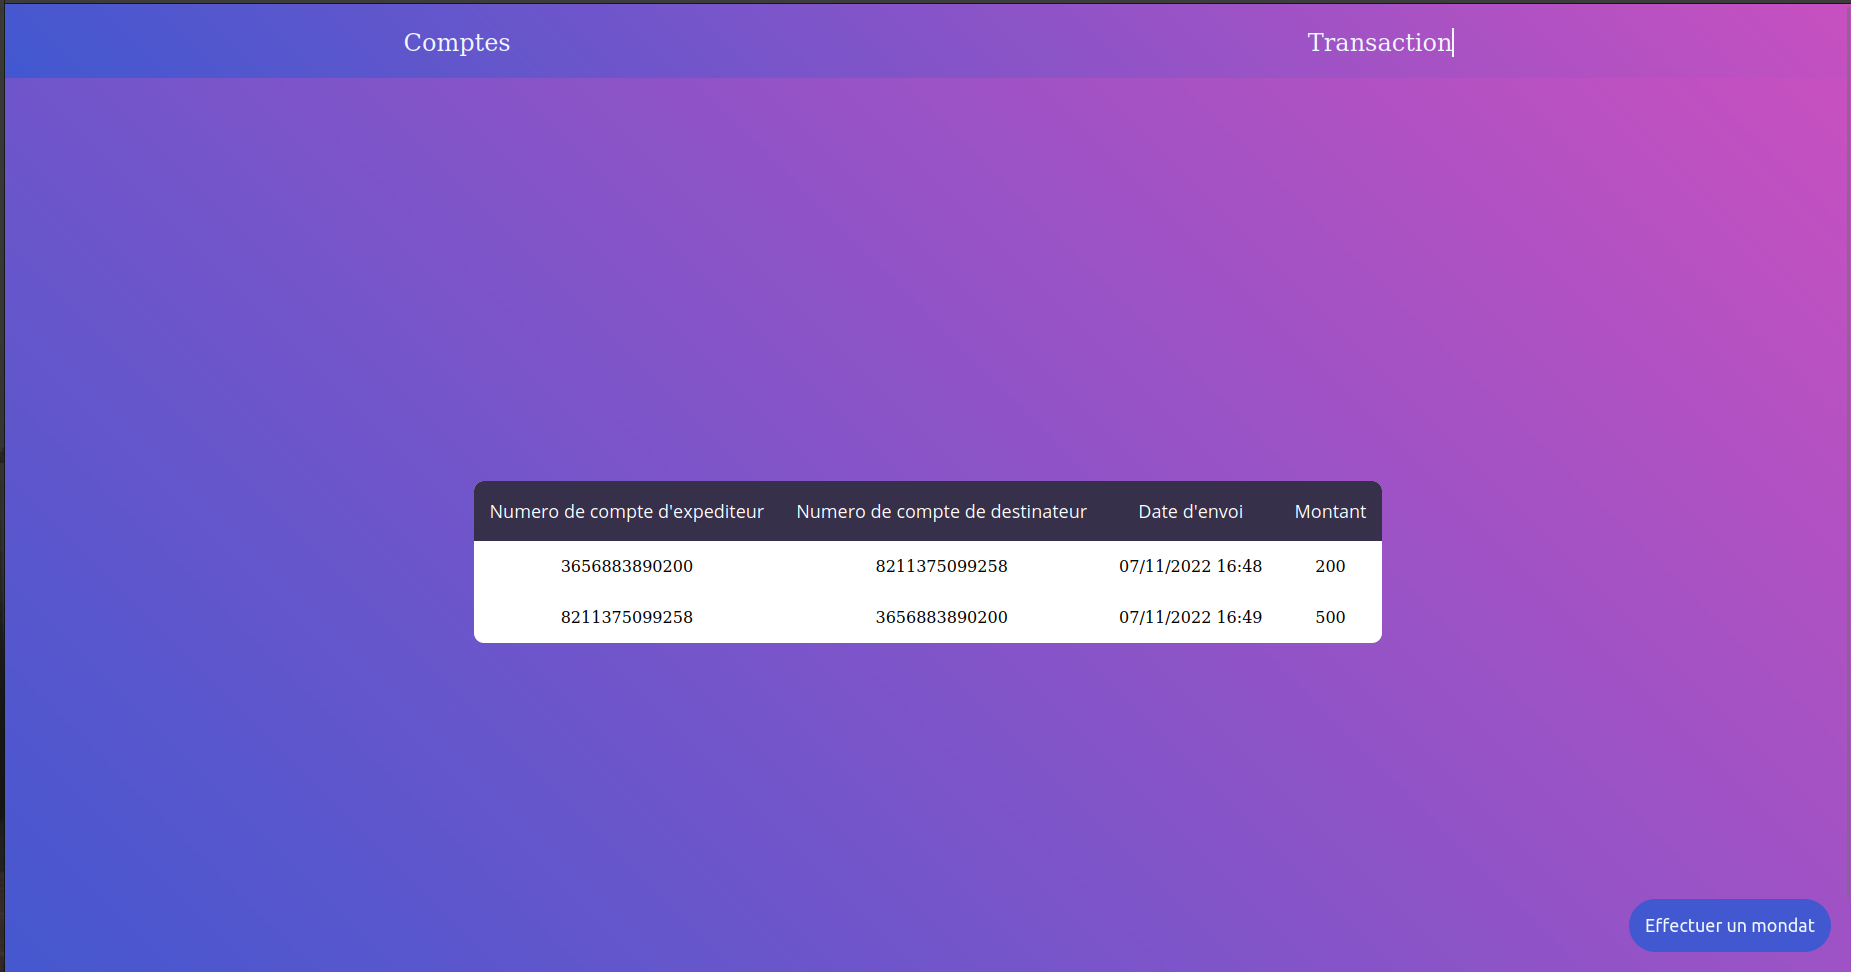 Comptes Transaction
Numero de compte d'expediteur Numero de compte de destinateur Date d'envoi Montant
3656883890200 8211375099258 07/11/2022 16:48 200
8211375099258 3656883890200 07/11/2022 16:49 500
Effectuer un mondat